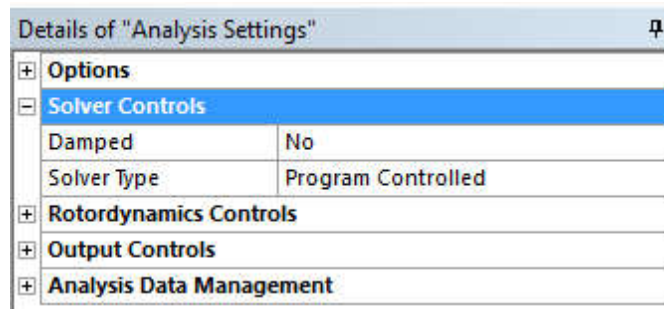 Details of "Analysis Settings"
Options
Solver Controls
Damped No
Solver Type Program Controlled
Rotordynamics Controls
Output Controls
Analysis Data Management